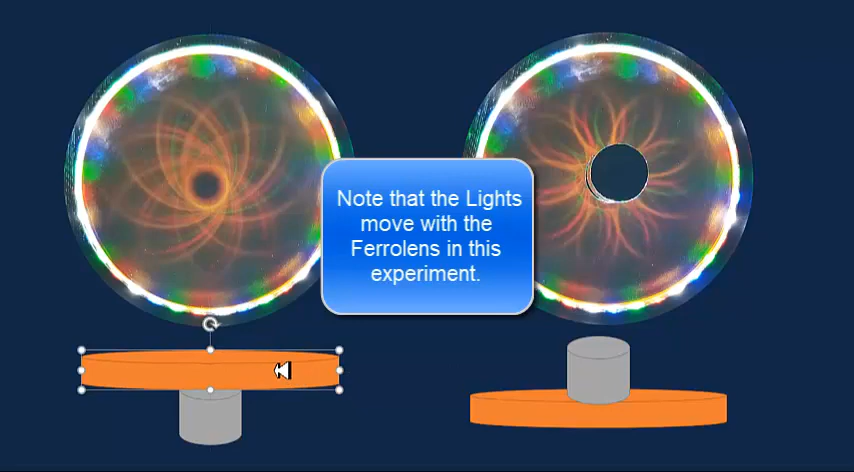 Note that the Lights
move with the
Ferrolens in this
experiment.